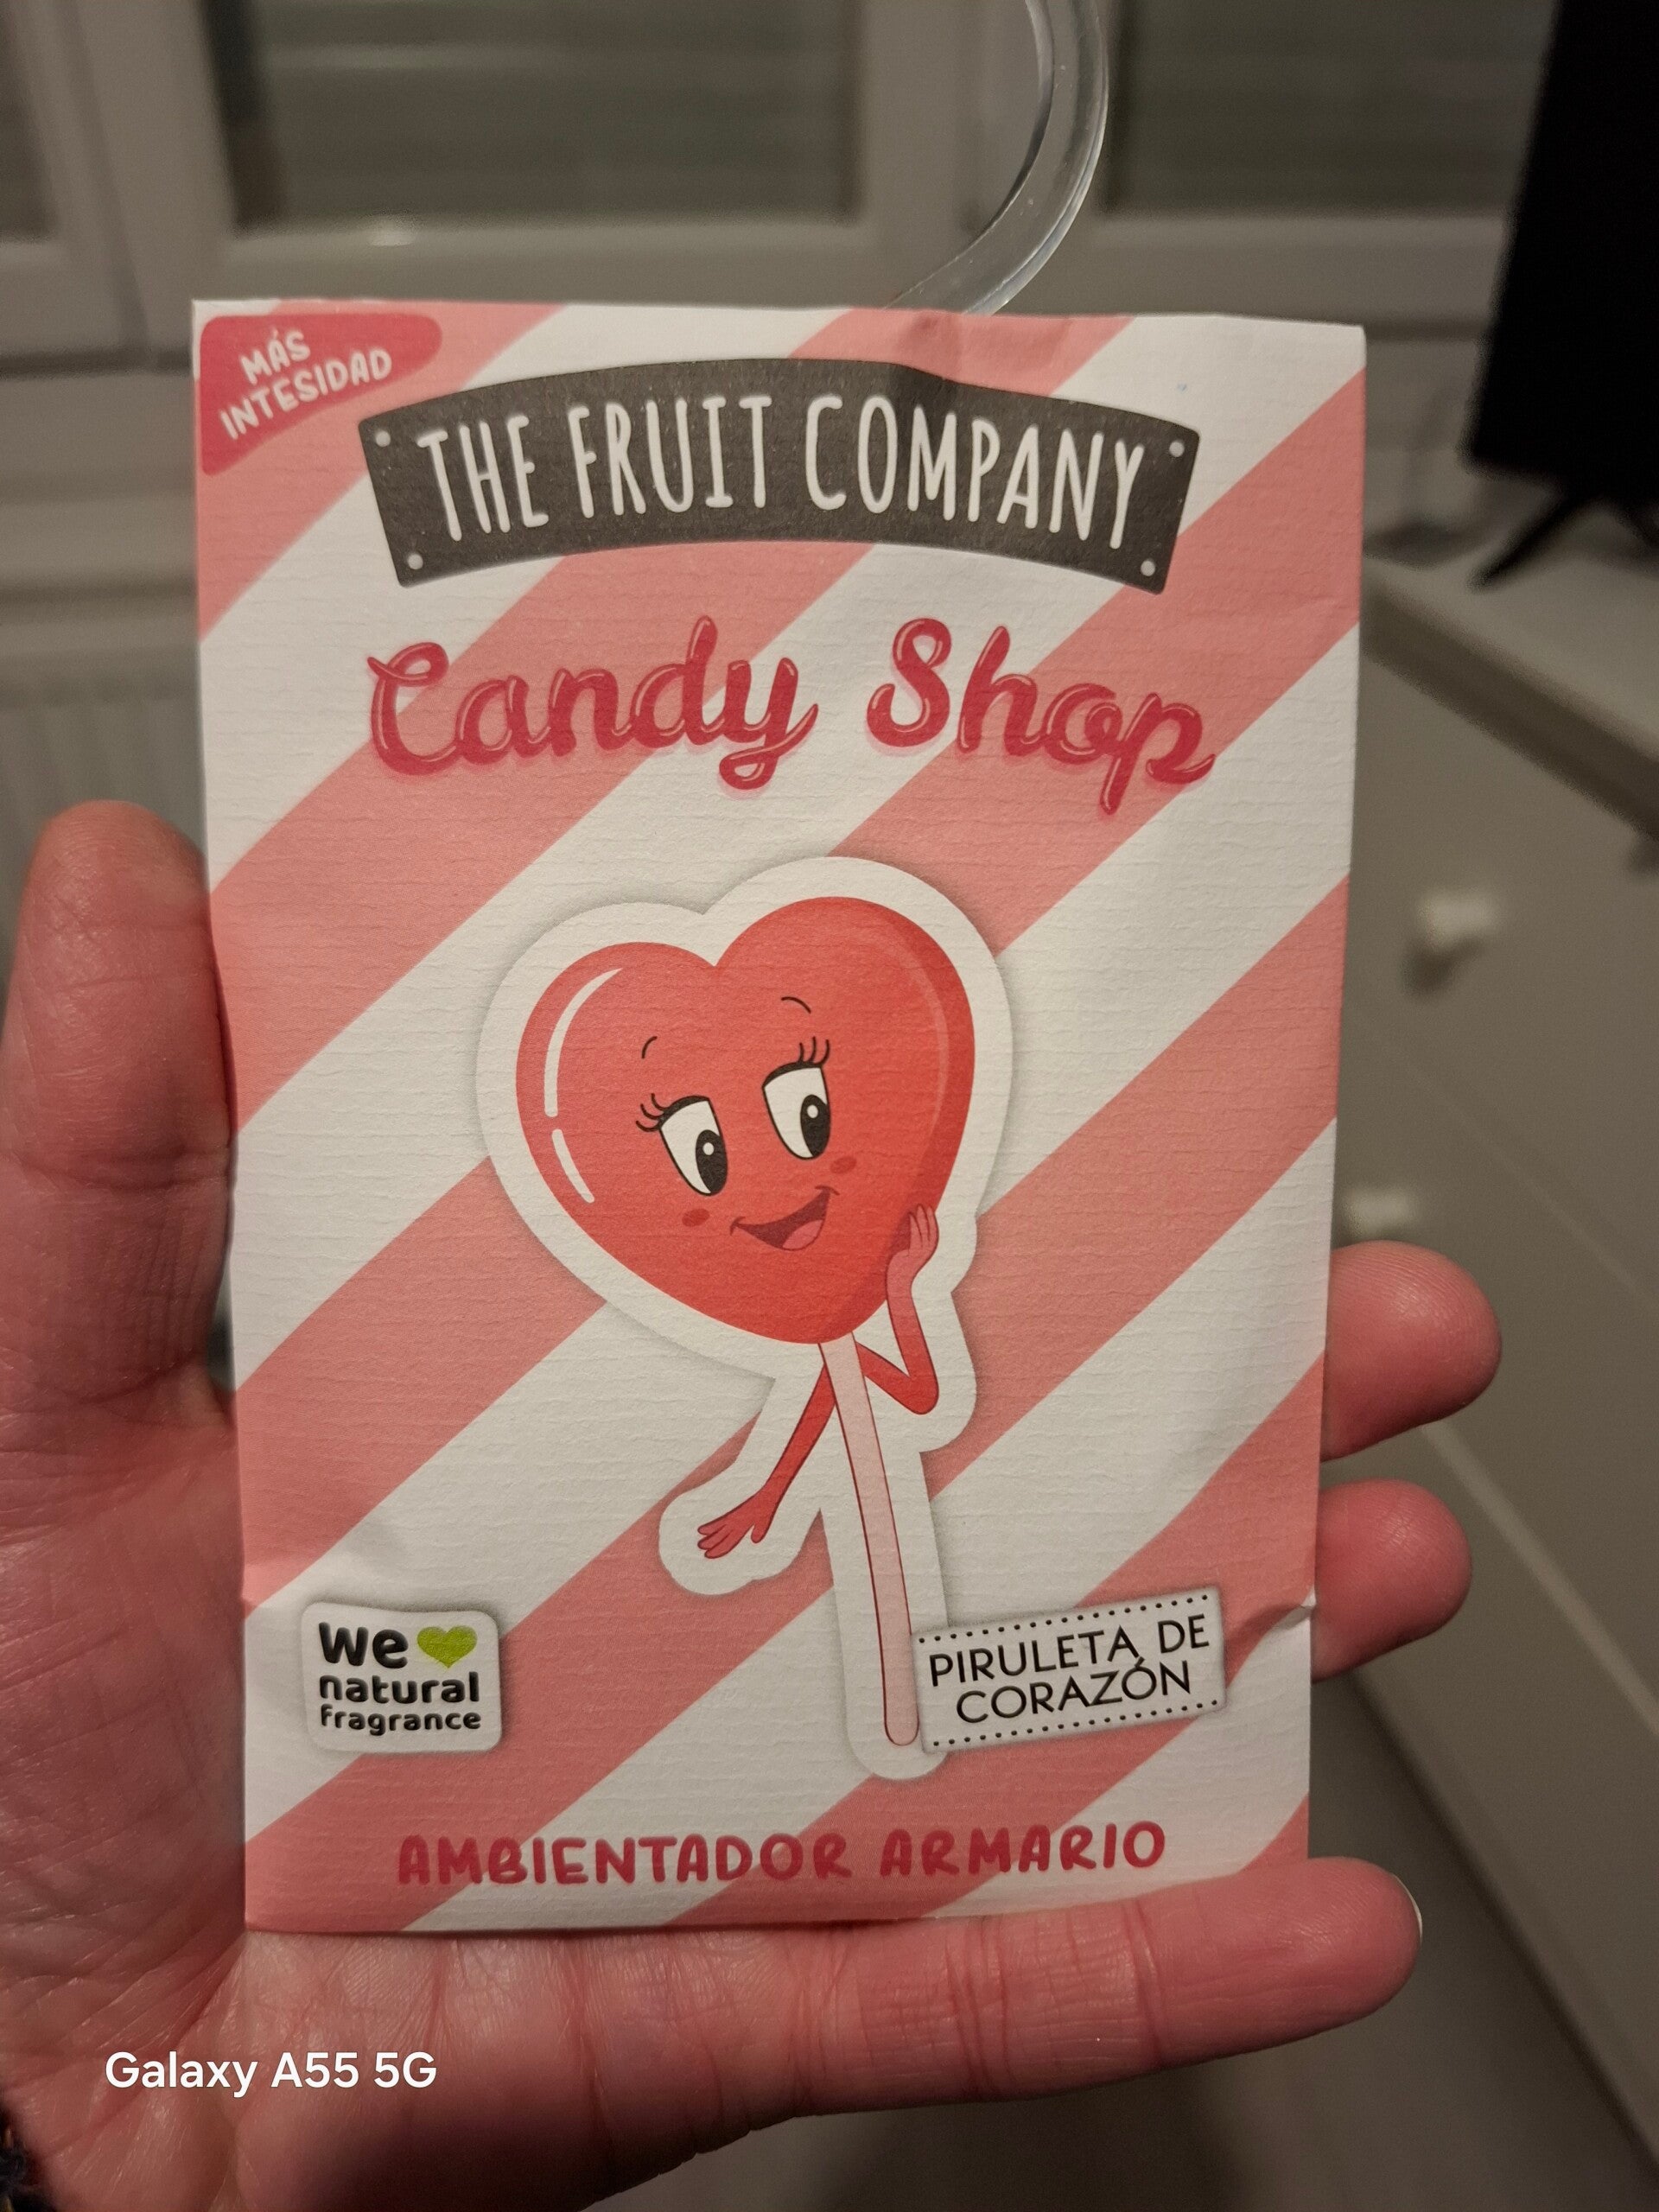 MÁS
INTESIDAD
THE FRUIT COMPANY
Candy Shop
We
natural
fragrance
PIRULETA DE
CORAZÓN
AMBIENTADOR ARMARIO
Galaxy A55 5G